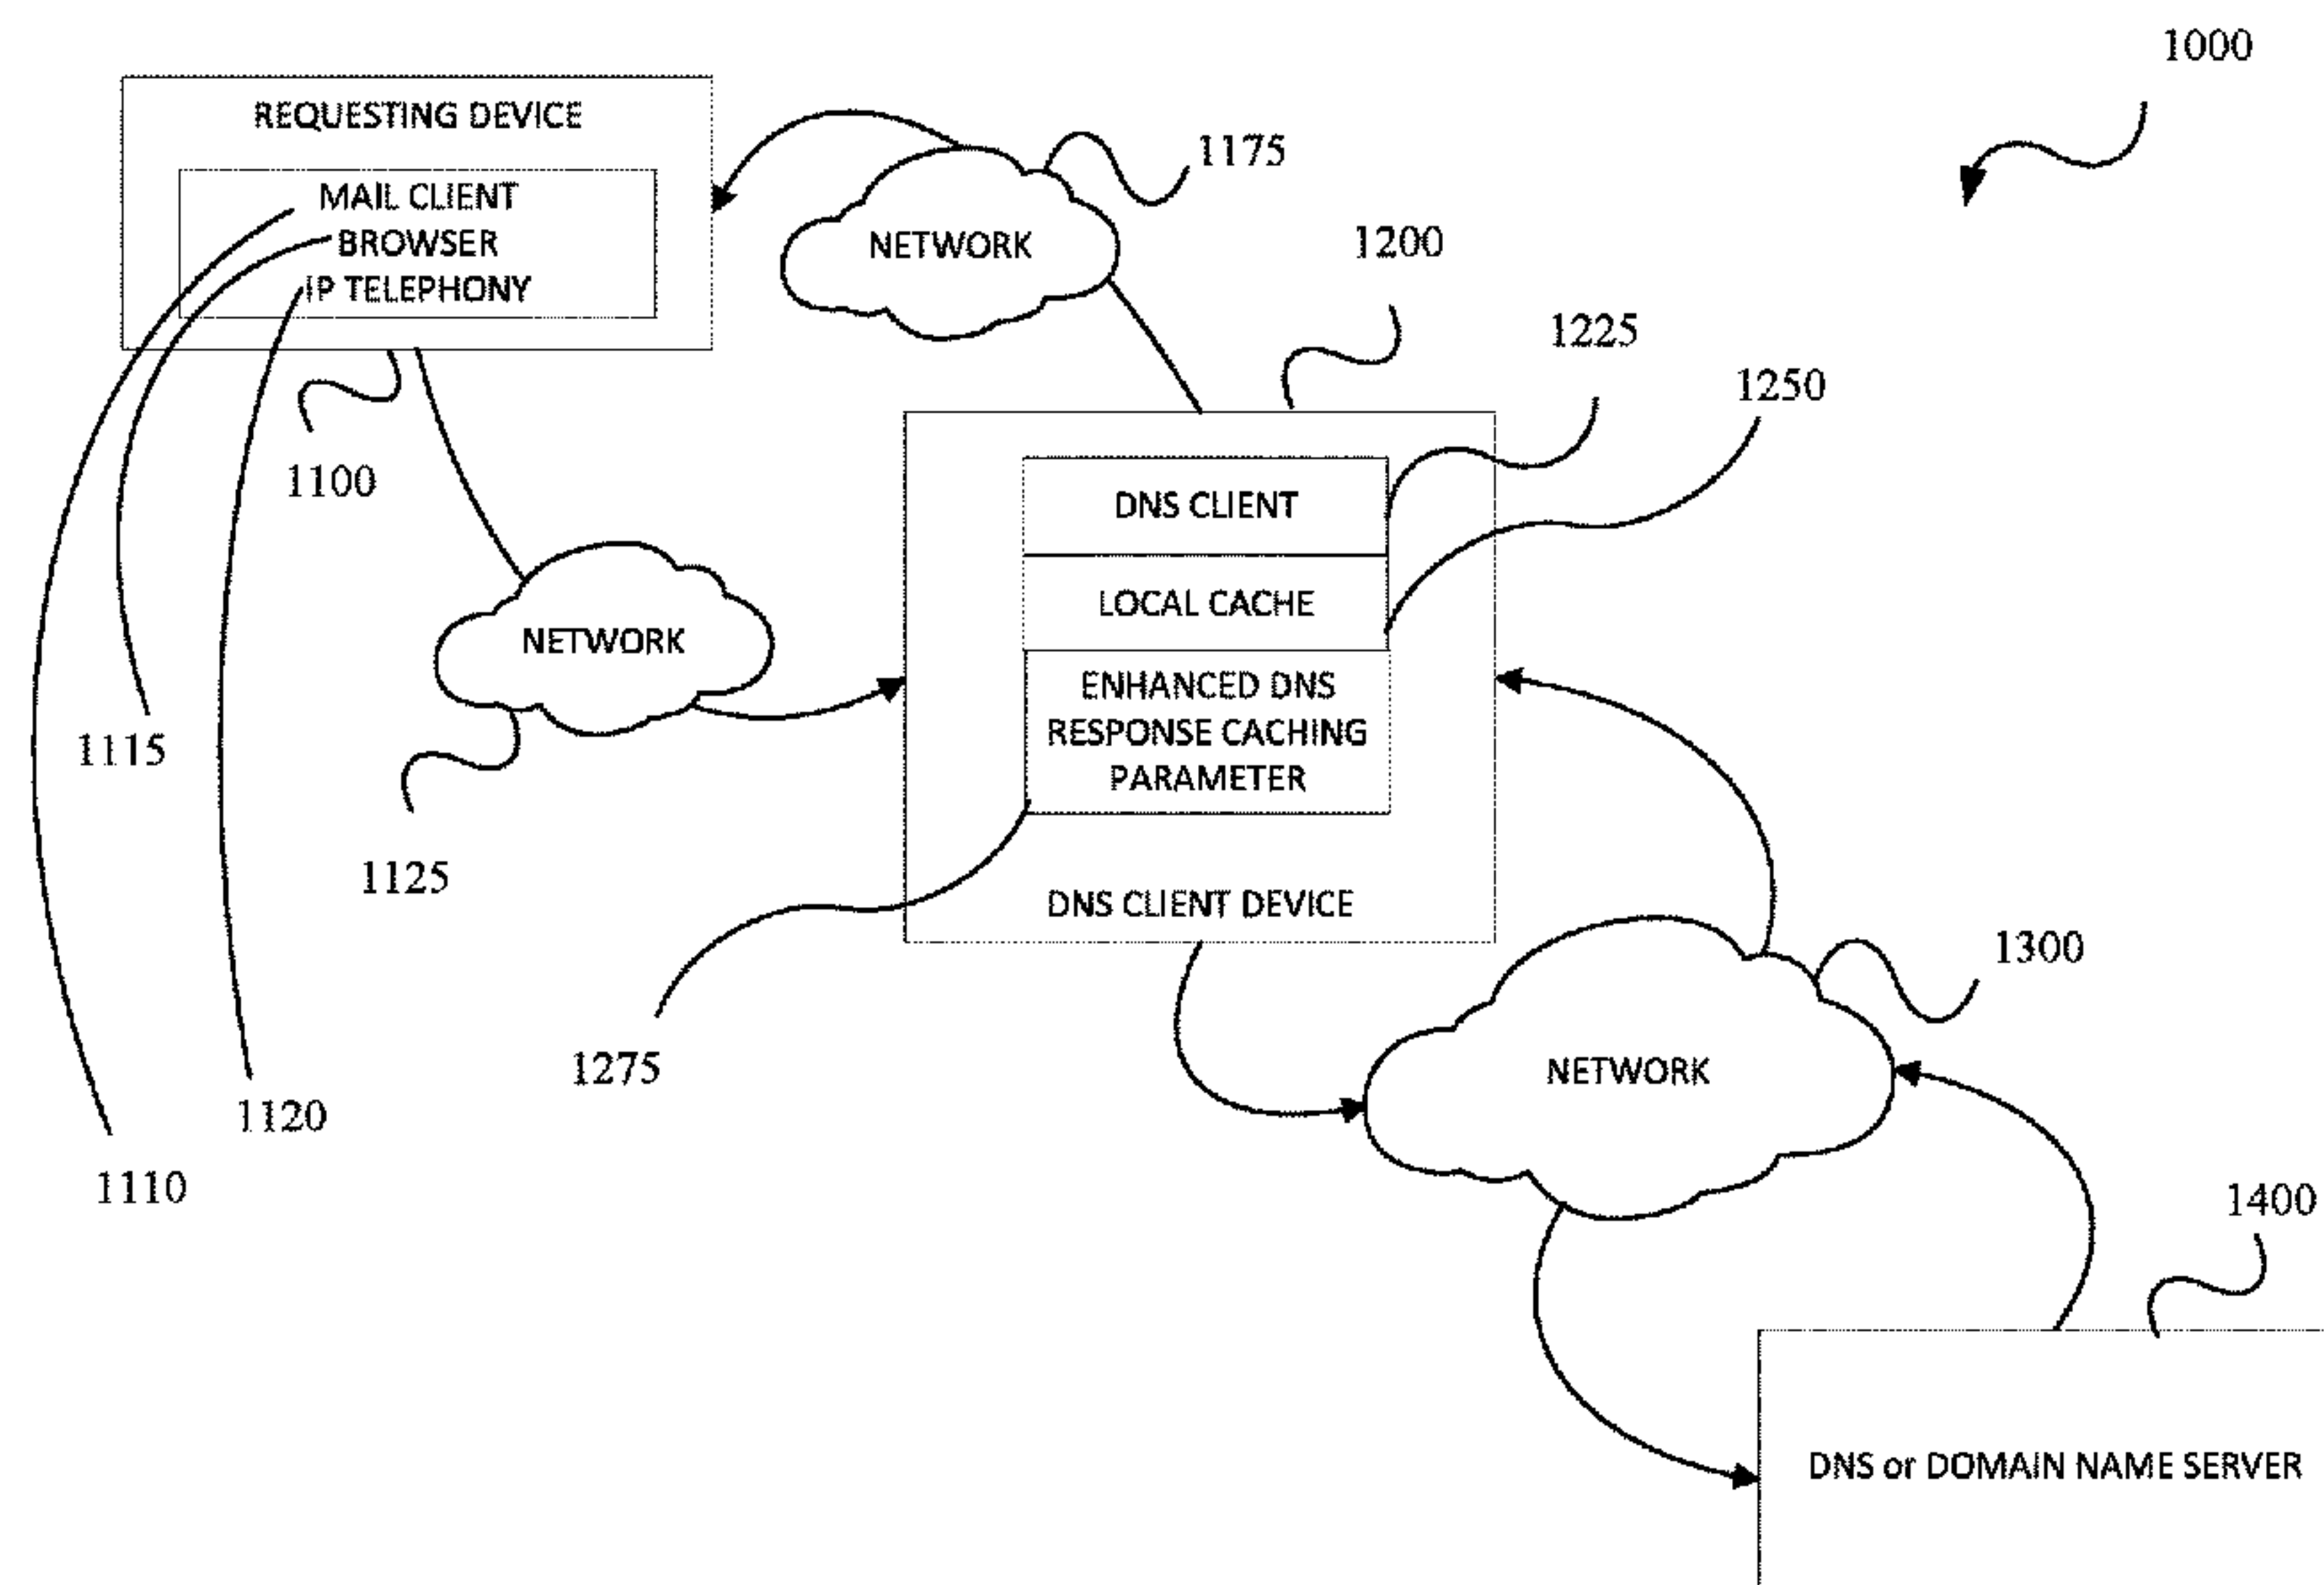 1000
REQUESTING DEVICE
MAIL CLIENT
BROWSER
IP TELEPHONY
1175
NETWORK
1200
1225
1250
1100
DNS CLIENT
LOCAL CACHE
ENHANCED DNS
RESPONSE CACHING
PARAMETER
DNS CLIENT DEVICE
NETWORK
1115
1125
1300
1275
NETWORK
1120
1110
1400
DNS or DOMAIN NAME SERVER